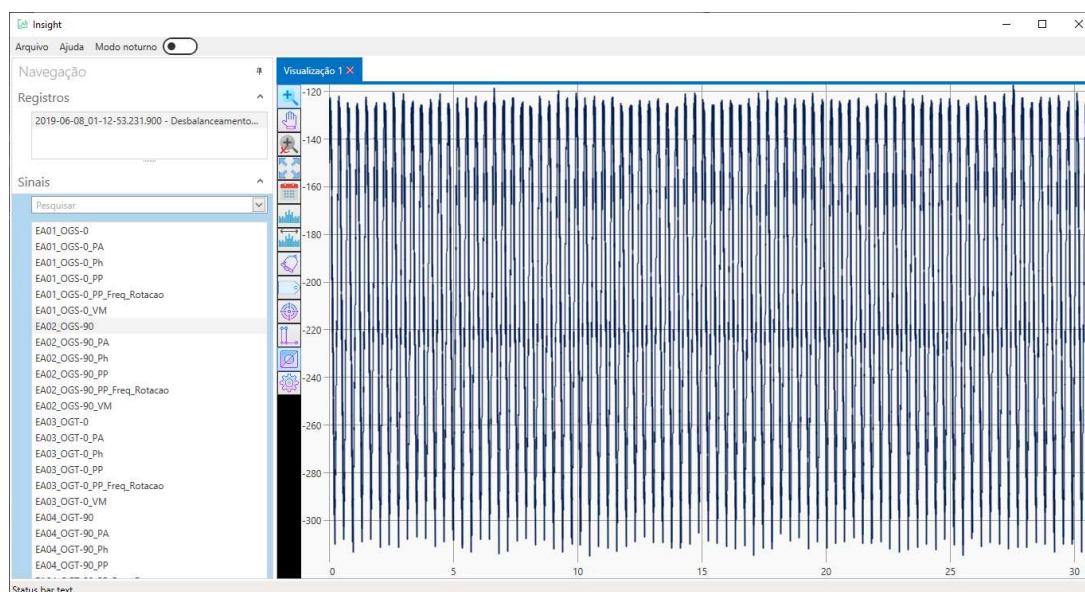 Insight
Arquivo Ajuda Modo noturno
Navegação
Registros
2019-06-08_01-12-53.231.900 - Desbalanceamento...
Sinais
Pesquisar
EA01_OGS-0
EA01_OGS-0_PA
EA01_OGS-0_Ph
EA01_OGS-0_PP
EA01_OGS-0_PP_Freq_Rotacao
EA01_OGS-0_VM
EA02_OGS-90
EA02_OGS-90_PA
EA02_OGS-90_Ph
EA02_OGS-90_PP
EA02_OGS-90_PP_Freq_Rotacao
EA02_OGS-90_VM
EA03_OGT-0
EA03_OGT-0_PA
EA03_OGT-0_Ph
EA03_OGT-0_PP
EA03_OGT-0_PP_Freq_Rotacao
EA03_OGT-0_VM
EA04_OGT-90
EA04_OGT-90_PA
EA04_OGT-90_Ph
EA04_OGT-90_PP
Status bar text
Visualização 1
-120
-140
-160
-180
-200
-220
-240
-260
-280
-300
0 5 10 15 20 25 30